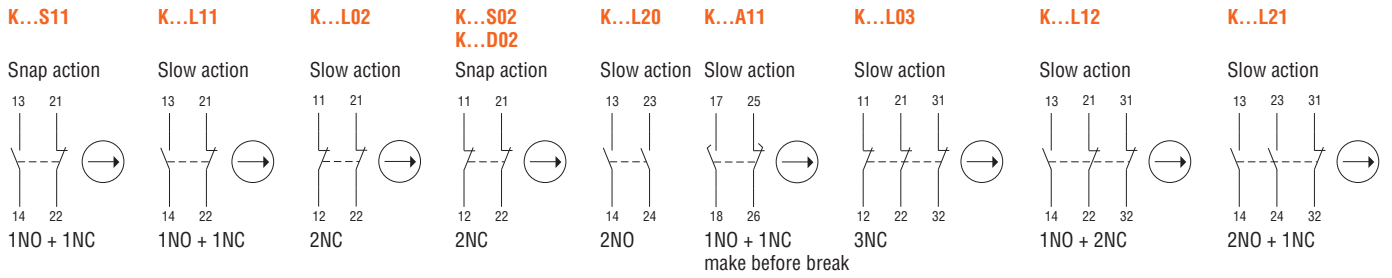 K...S11 K...L11 K...L02 K...S02 K...L20 K...A11 K...L03 K...L12 K...L21
K...D02
Snap action Slow action Slow action Snap action Slow action Slow action Slow action Slow action Slow action
13 21 13 21 11 21 11 21 13 23 17 25 11 21 31 13 21 31 13 23 31
14 22 14 22 12 22 12 22 14 24 18 26 12 22 32 14 22 32 14 24 32
1NO + 1NC 1NO + 1NC 2NC 2NC 2NO 1NO + 1NC 3NC 1NO + 2NC 2NO + 1NC
make before break